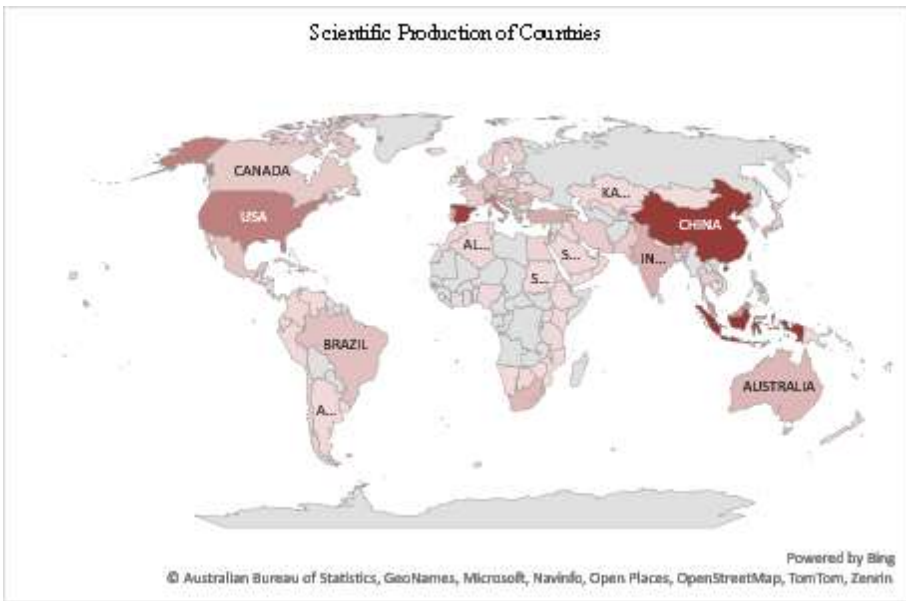 Scientific Production of Countries
CANADA
KA...
USA
CHINA
AL...
S...
IN...
S...
BRAZIL
AUSTRALIA
A...
Powered by Bing
© Australian Bureau of Statistics, GeoNames, Microsoft, Navinfo, Open Places, OpenStreetMap, TomTom, Zenrin